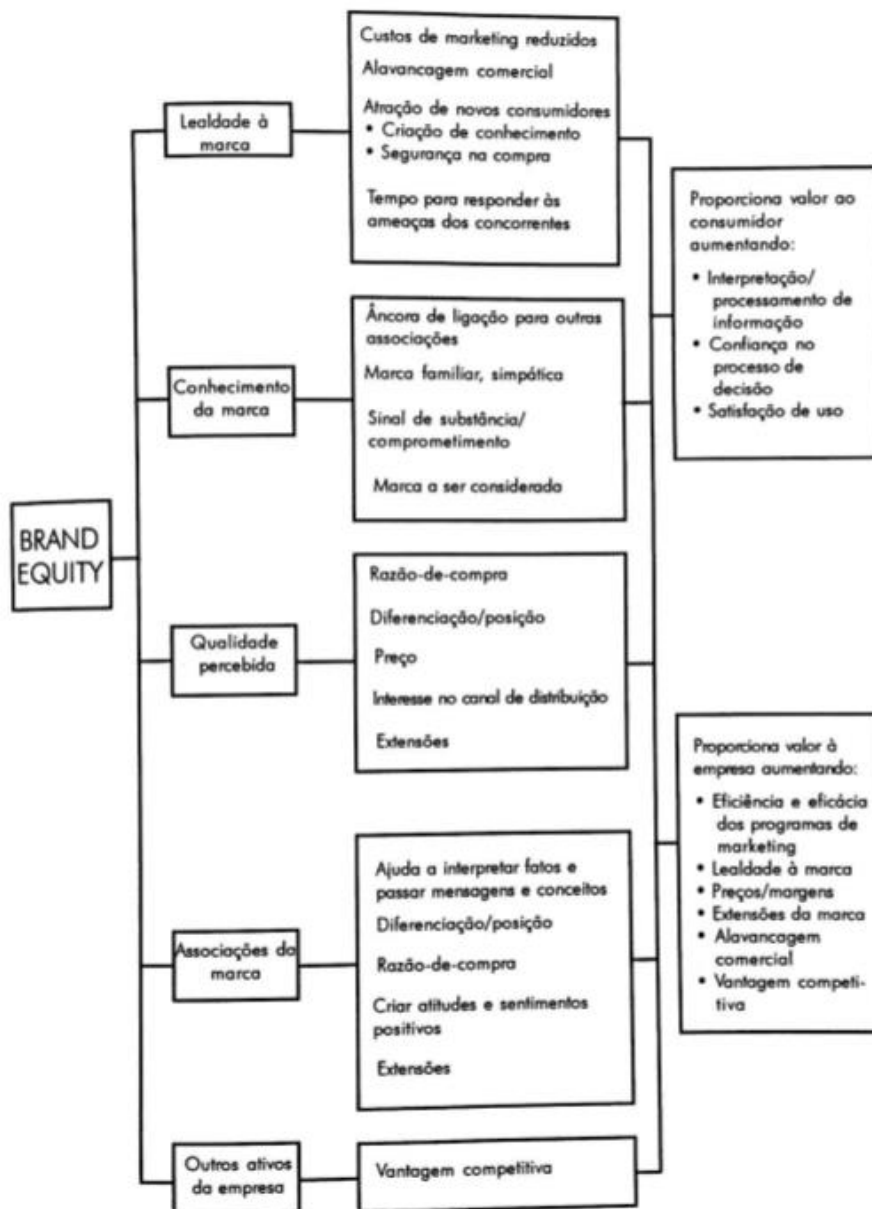 Custos de marketing reduzidos
Alavancagem comercial
Atração de novos consumidores
• Criação de conhecimento
• Segurança na compra
Tempo para responder às
ameaças dos concorrentes
Lealdade à
marca
Proporciona valor ao
consumidor
aumentando:
• Interpretação/
processamento de
informação
• Confiança no
processo de
decisão
• Satisfação de uso
Âncora de ligação para outras
associações
Marca familiar, simpática
Sinal de substância/
comprometimento
Marca a ser considerada
Conhecimento
da marca
BRAND
EQUITY
Razão-de-compra
Diferenciação/posição
Preço
Interesse no canal de distribuição
Extensões
Qualidade
percebida
Proporciona valor à
empresa aumentando:
• Eficiência e eficácia
dos programas de
marketing
• Lealdade à marca
• Preços/margens
• Extensões da marca
• Alavancagem
comercial
• Vantagem competi-
tiva
Ajuda a interpretar fatos e
passar mensagens e conceitos
Diferenciação/posição
Razão-de-compra
Criar atitudes e sentimentos
positivos
Extensões
Associações da
marca
Outros ativos
da empresa
Vantagem competitiva